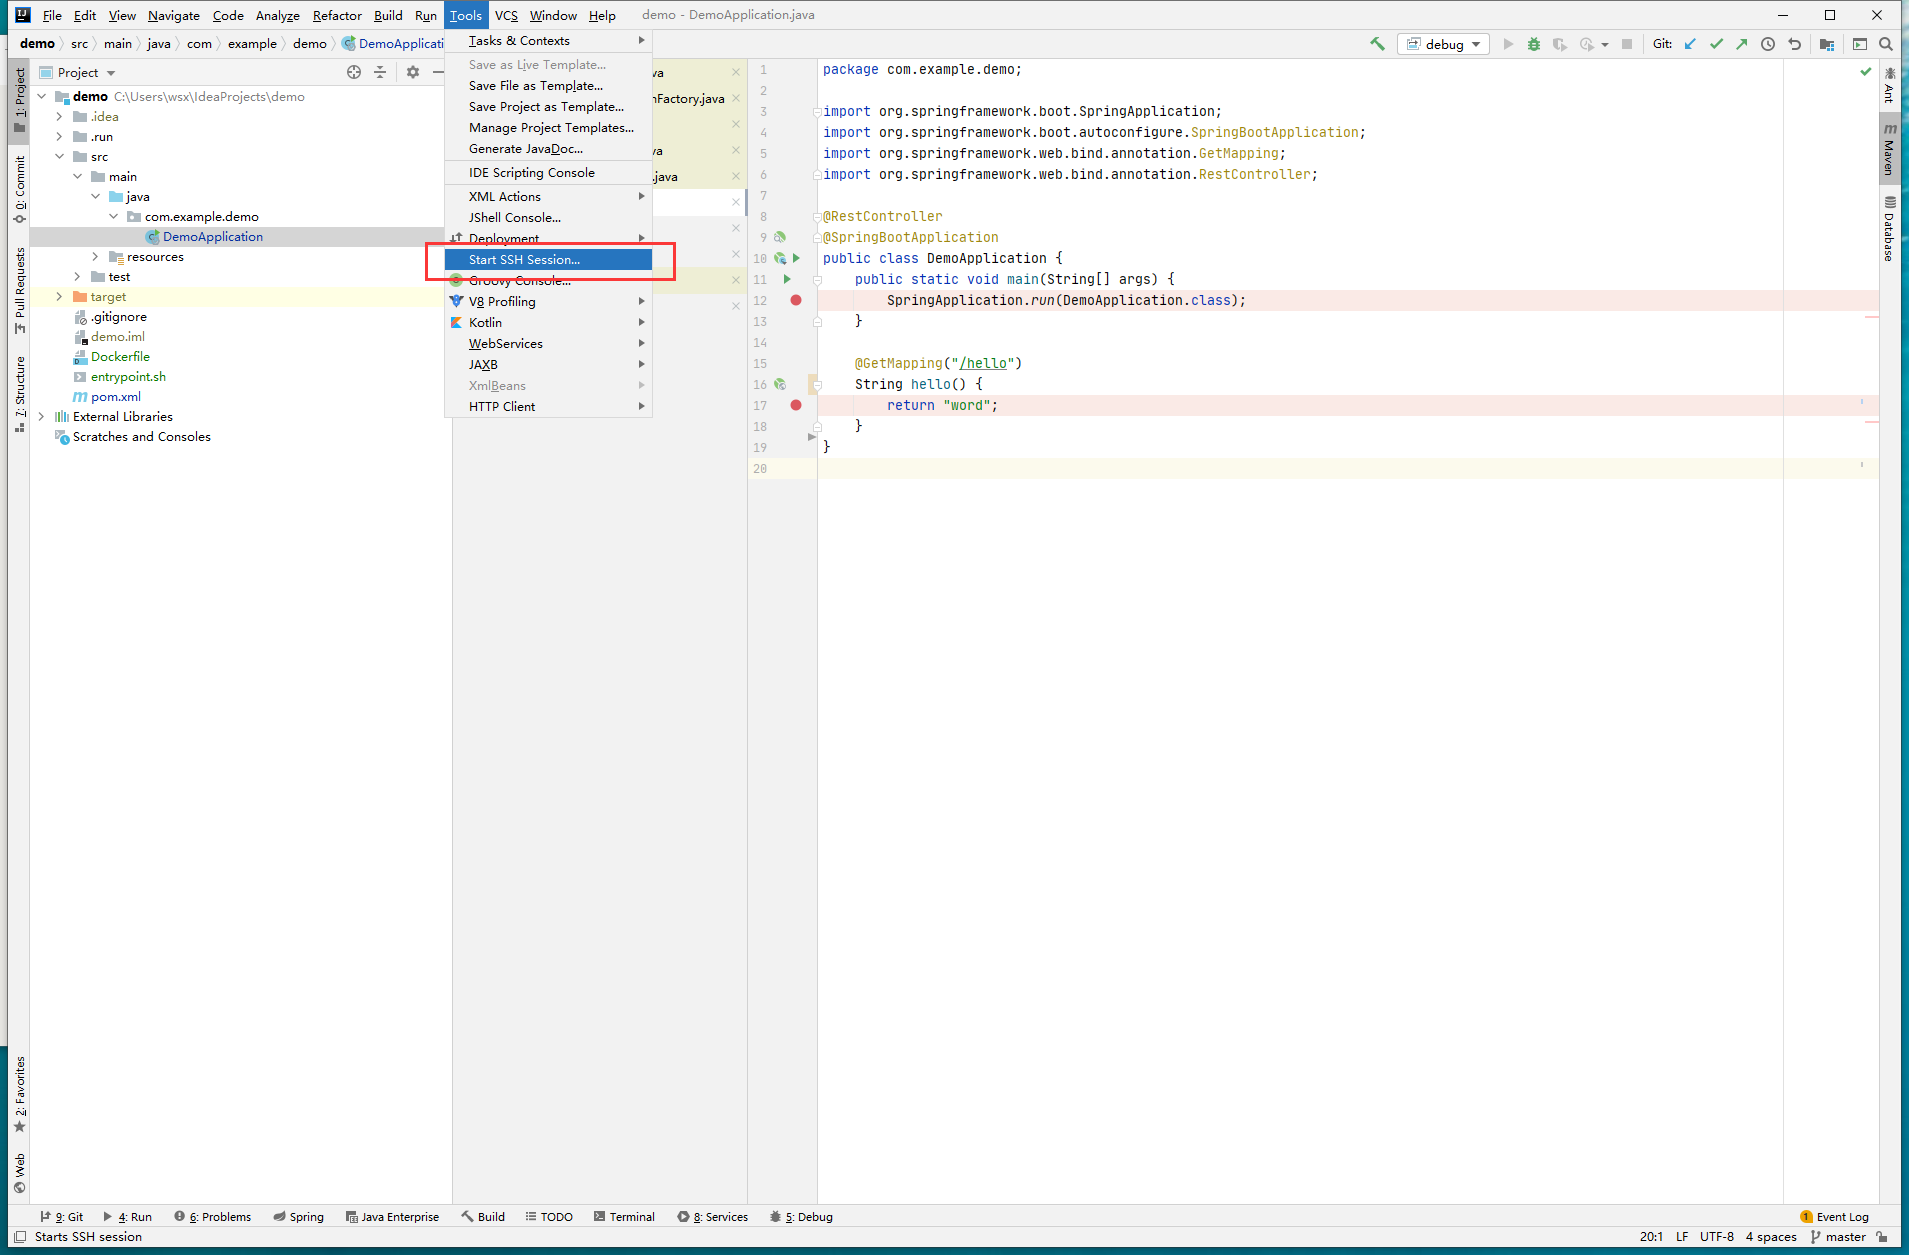 File Edit View Navigate Code Analyze Refactor Build Run Tools VCS Window Help demo - DemoApplication.java
demo src main java com example demo DemoApplicati
debug Git:
1: Project
0: Commit
Pull Requests
7: Structure
2: Favorites
Web
Project
demo C:\Users\wsx\IdeaProjects\demo
.idea
.run
src
main
java
com.example.demo
DemoApplication
resources
test
target
.gitignore
demo.iml
Dockerfile
entrypoint.sh
pom.xml
External Libraries
Scratches and Consoles
Tasks & Contexts
Save as Live Template...
Save File as Template...
Save Project as Template...
Manage Project Templates...
Generate JavaDoc...
IDE Scripting Console
XML Actions
JShell Console...
Deployment
Start SSH Session...
Groovy Console...
V8 Profiling
Kotlin
WebServices
JAXB
XmlBeans
HTTP Client
va
nFactory.java
va
.java
1 package com.example.demo;
2
3 import org.springframework.boot.SpringApplication;
4 import org.springframework.boot.autoconfigure.SpringBootApplication;
5 import org.springframework.web.bind.annotation.GetMapping;
6 import org.springframework.web.bind.annotation.RestController;
7
8 @RestController
9 @SpringBootApplication
10 public class DemoApplication {
11 public static void main(String[] args) {
12 SpringApplication.run(DemoApplication.class);
13 }
14
15 @GetMapping("/hello")
16 String hello() {
17 return "word";
18 }
19 }
20
Ant
m Maven
Database
9: Git 4: Run 6: Problems Spring Java Enterprise Build TODO Terminal 8: Services 5: Debug 1 Event Log
Starts SSH session 20:1 LF UTF-8 4 spaces master